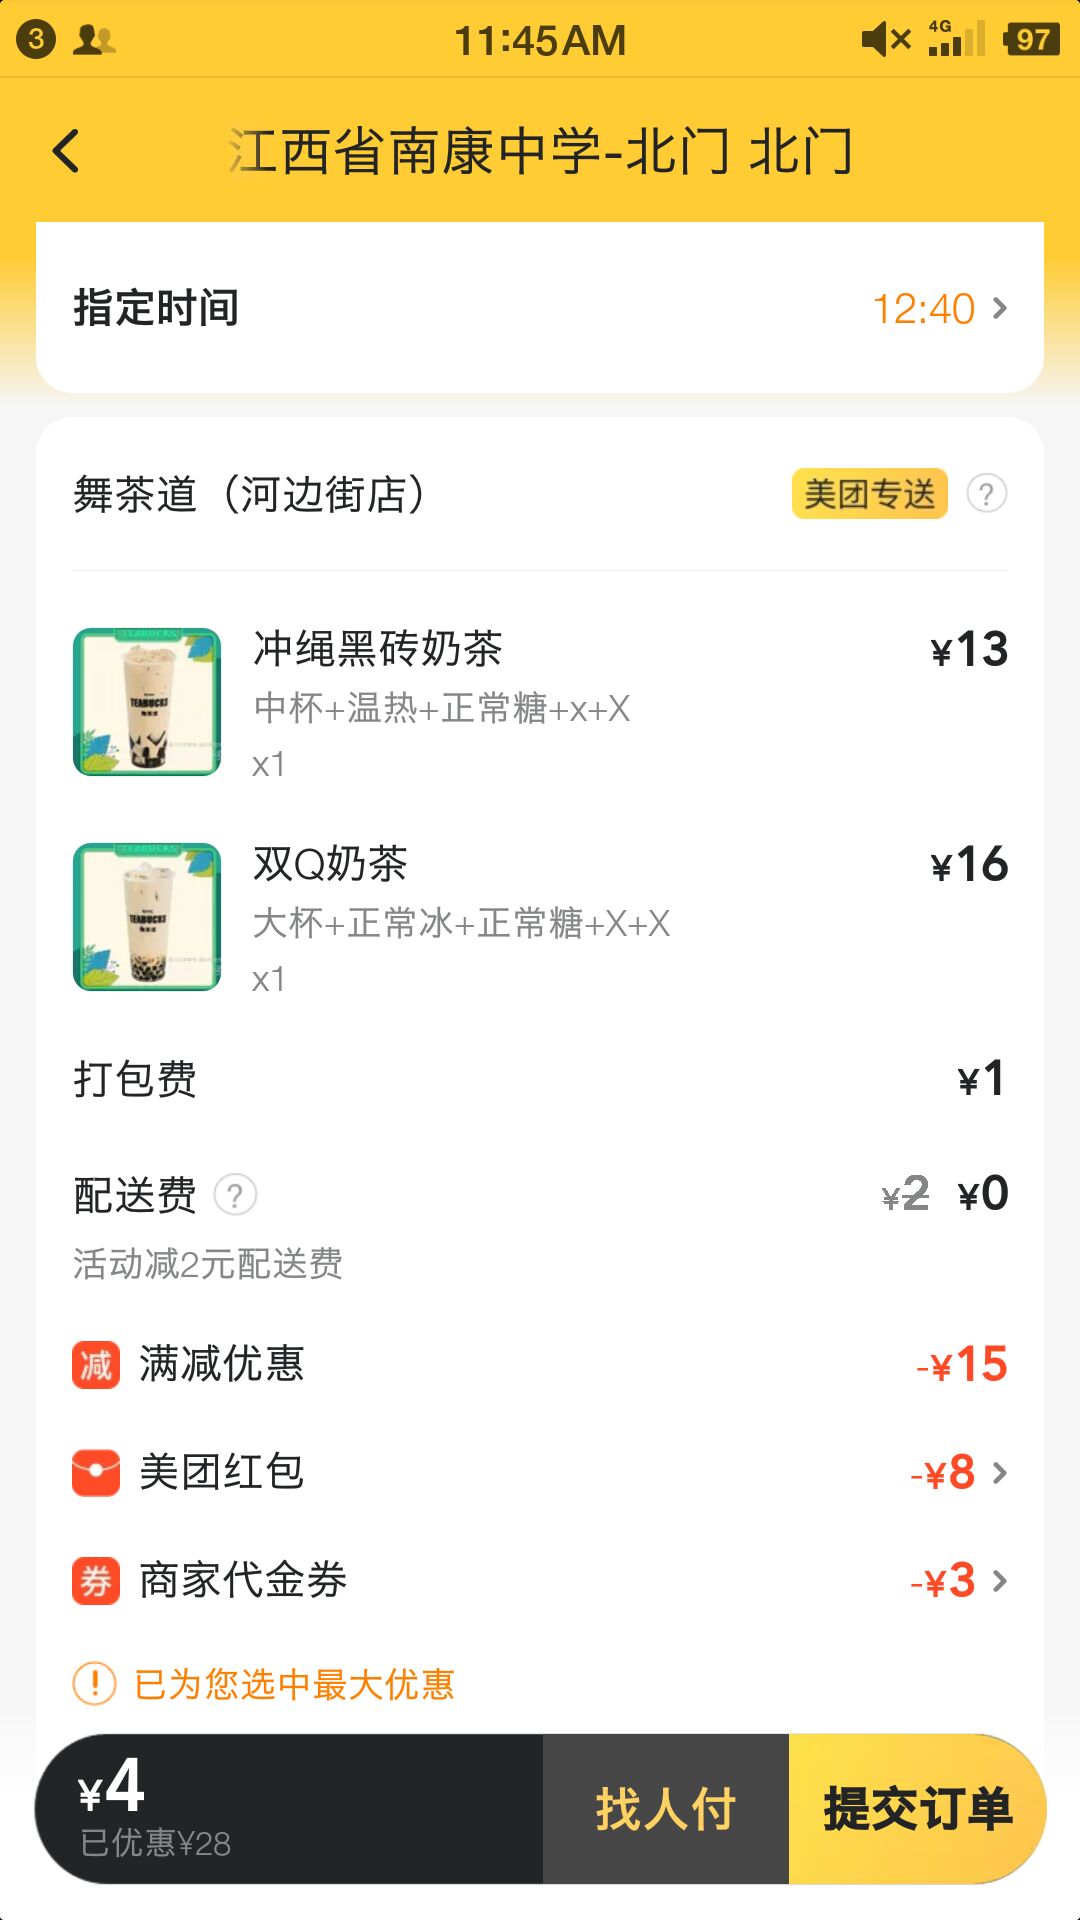 3
11:45AM
4G
97
江西省南康中学-北门 北门
指定时间
12:40
舞茶道（河边街店）
美团专送
?
TEABUCKS
TEABUCKS
冲绳黑砖奶茶
¥13
中杯+温热+正常糖+x+X
x1
TEABUCKS
TEABUCKS
双Q奶茶
¥16
大杯+正常冰+正常糖+X+X
x1
打包费
¥1
配送费 ?
¥2 ¥0
活动减2元配送费
减 满减优惠
-¥15
美团红包
-¥8
券 商家代金券
-¥3
! 已为您选中最大优惠
¥4
已优惠¥28
找人付
提交订单